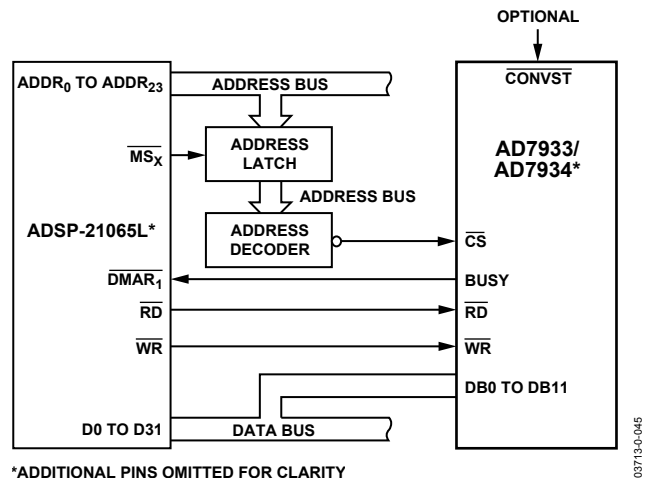 OPTIONAL
ADDR0 TO ADDR23
ADDRESS BUS
CONVST
MSX
ADDRESS
LATCH
AD7933/
AD7934*
ADDRESS BUS
ADSP-21065L*
ADDRESS
DECODER
CS
DMAR1
BUSY
RD
RD
WR
WR
DB0 TO DB11
D0 TO D31
DATA BUS
*ADDITIONAL PINS OMITTED FOR CLARITY
03713-0-045